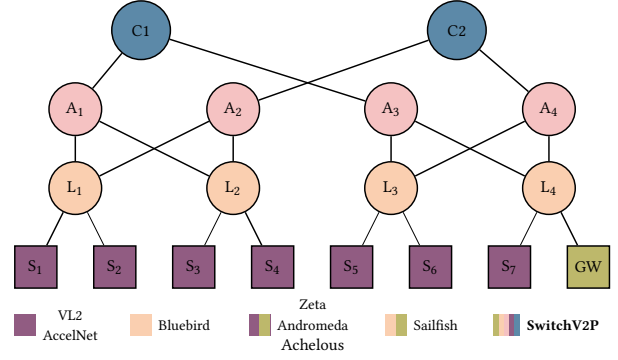 C1 C2
A1 A2 A3 A4
L1 L2 L3 L4
S1 S2 S3 S4 S5 S6 S7 GW
VL2
AccelNet
Bluebird
Zeta
Andromeda
Achelous
Sailfish
SwitchV2P